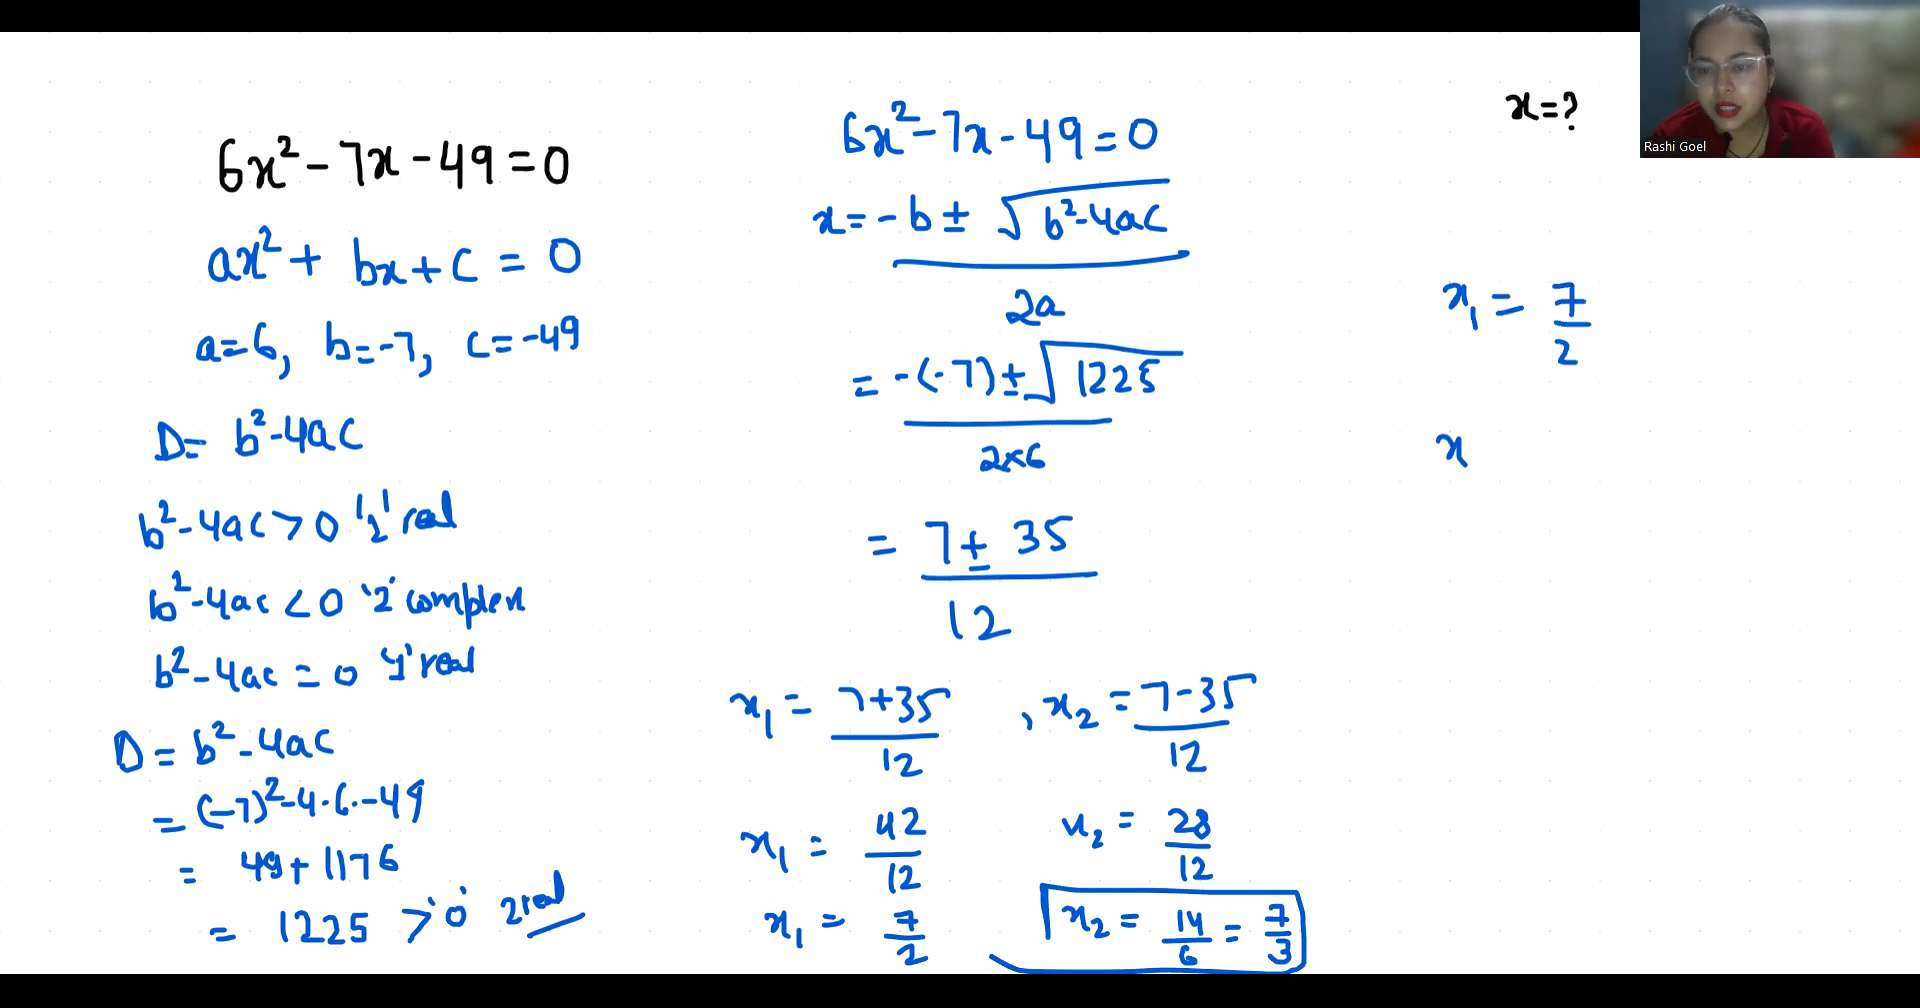 6x² - 7x - 49 = 0
ax² + bx + c = 0
a=6, b=-7, c=-49
D= b²-4ac
b²-4ac>0 '2' real
b²-4ac<0 '2' complex
b²-4ac=0 '1' real
D = b²-4ac
= (-7)²-4·6·-49
= 49+1176
= 1225 >'0' 2 real
6x²-7x-49=0
x= -b ± √b²-4ac
2a
= -(-7) ± √1225
2×6
= 7 ± 35
12
x₁ = 7+35 , x₂ = 7-35
12 12
x₁ = 42 x₂ = 28
12 12
x₁ = 7 x₂ = 14 = 7
2 6 3
x=?
x₁ = 7
2
x
Rashi Goel